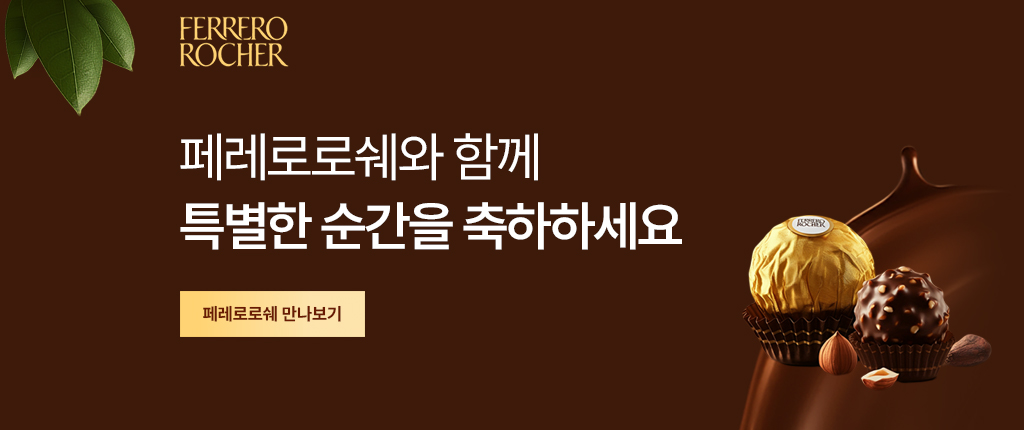 FERRERO
ROCHER
페레로로쉐와 함께
특별한 순간을 축하하세요
페레로로쉐 만나보기
FERRERO
ROCHER